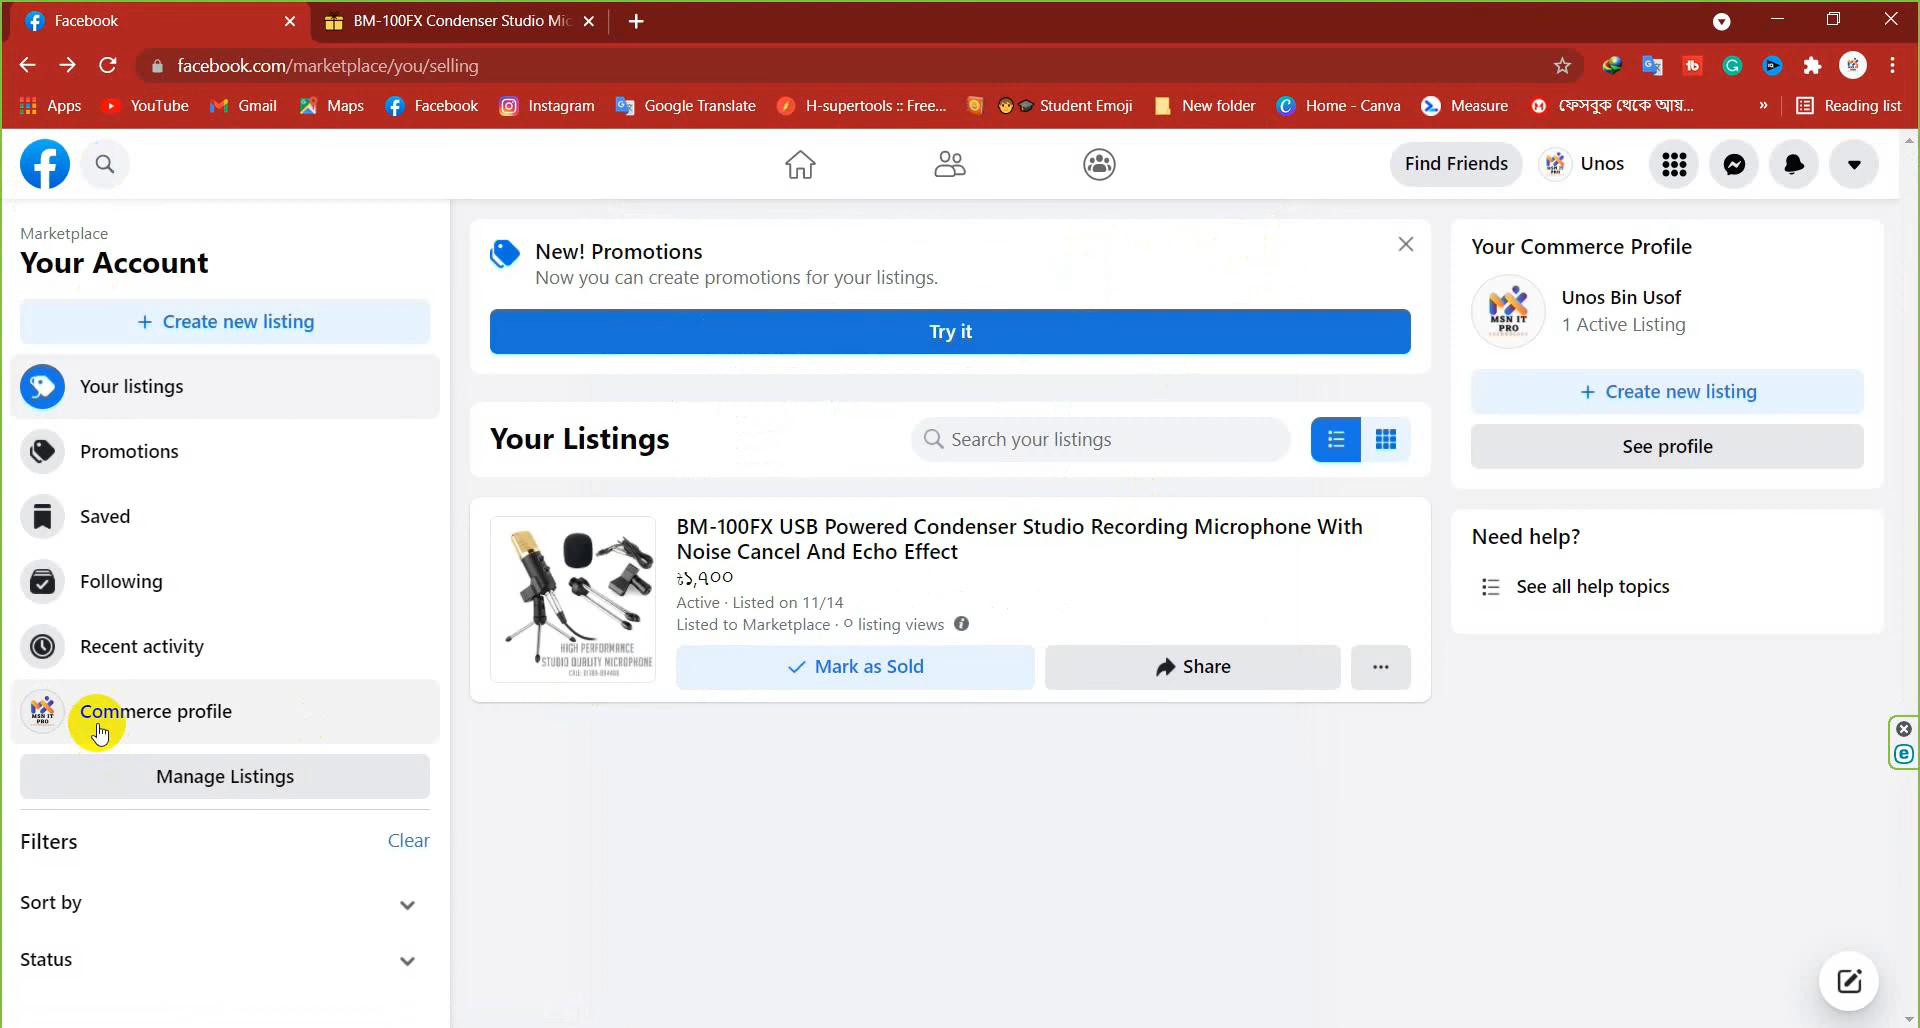 Facebook
BM-100FX Condenser Studio Mic
facebook.com/marketplace/you/selling
Apps YouTube Gmail Maps Facebook Instagram Google Translate H-supertools :: Free... Student Emoji New folder Home - Canva Measure ফেসবুক থেকে আয়... » Reading list
Find Friends Unos
Marketplace
Your Account
+ Create new listing
Your listings
Promotions
Saved
Following
Recent activity
Commerce profile
Manage Listings
Filters Clear
Sort by
Status
New! Promotions
Now you can create promotions for your listings.
Try it
Your Listings
Search your listings
BM-100FX USB Powered Condenser Studio Recording Microphone With
Noise Cancel And Echo Effect
৳১,৭০০
Active · Listed on 11/14
Listed to Marketplace · ০ listing views
Mark as Sold Share
HIGH PERFORMANCE
STUDIO QUALITY MICROPHONE
Your Commerce Profile
MSN IT
PRO
Unos Bin Usof
1 Active Listing
+ Create new listing
See profile
Need help?
See all help topics